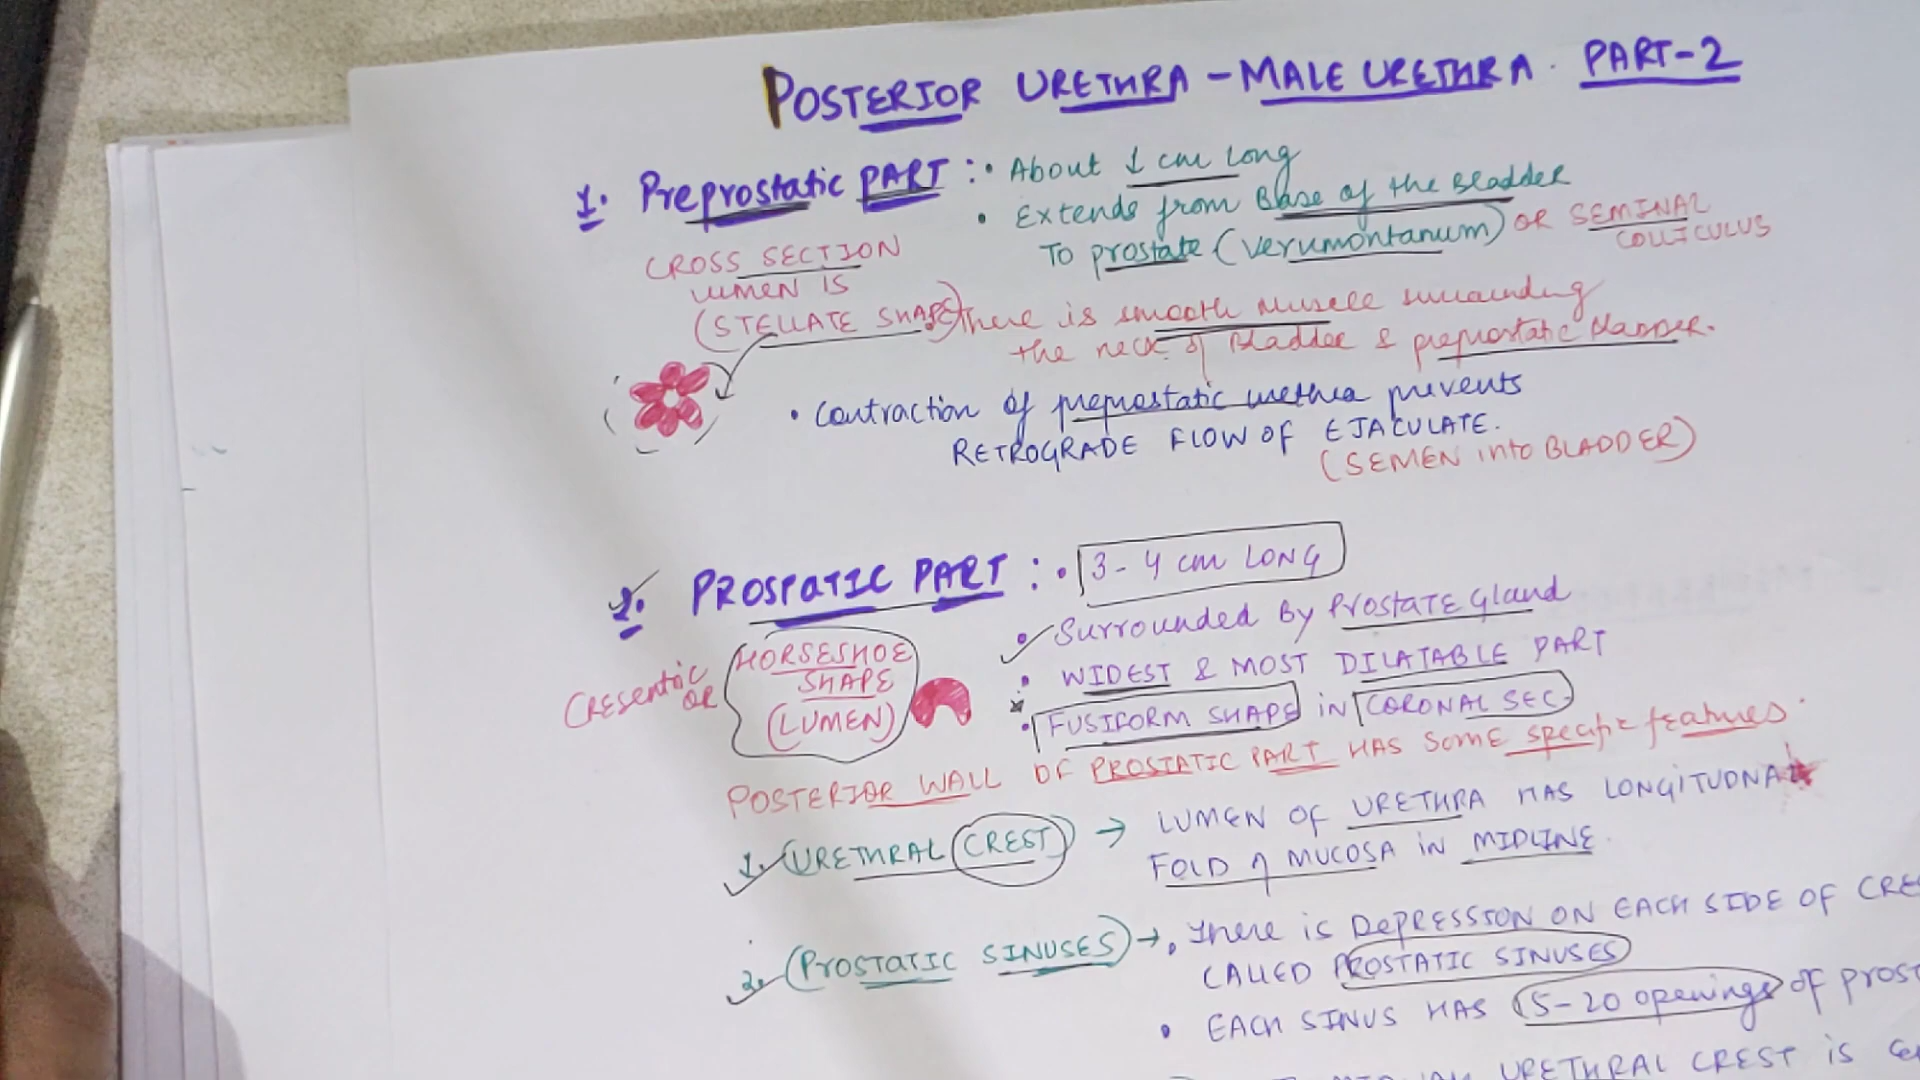 POSTERIOR URETHRA - MALE URETHRA. PART-2
1. Preprostatic PART : • About 1 cm Long
• Extends from Base of the Bladder
To prostate (verumontanum) OR SEMINAL
COLLICULUS
CROSS SECTION
LUMEN IS
(STELLATE SHAPE)
There is smooth muscle surrounding
the neck of Bladder & preprostatic bladder.
• Contraction of preprostatic urethra prevents
RETROGRADE FLOW OF EJACULATE.
(SEMEN into BLADDER)
2. PROSTATIC PART : • 3-4 cm LONG
• Surrounded By ProstaTE gland
• WIDEST & MOST DILATABLE PART
• FUSIFORM SHAPE IN CORONAL SEC.
CRESentric OR
HORSESHOE
SHAPE
(LUMEN)
POSTERIOR WALL OF PROSTATIC PART HAS SOME specific features.
1. URETHRAL CREST → LUMEN OF URETHRA HAS LONGITUDNAL
FOLD of MUCOSA IN MIDLINE.
2. (PROSTATIC SINUSES) → • There is DEPRESSION ON EACH SIDE OF CRE
CALLED PROSTATIC SINUSES
• EACH SINUS HAS 15-20 openings of prost
URETHRAL CREST IS